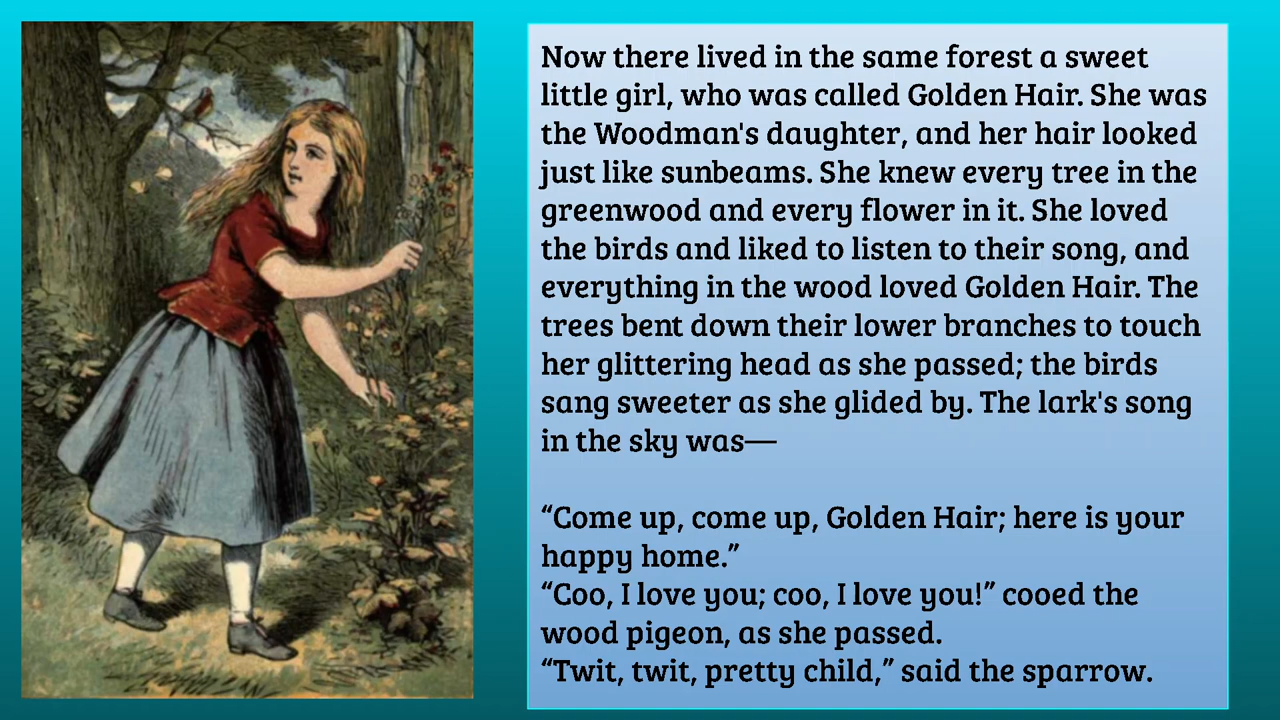 Now there lived in the same forest a sweet
little girl, who was called Golden Hair. She was
the Woodman's daughter, and her hair looked
just like sunbeams. She knew every tree in the
greenwood and every flower in it. She loved
the birds and liked to listen to their song, and
everything in the wood loved Golden Hair. The
trees bent down their lower branches to touch
her glittering head as she passed; the birds
sang sweeter as she glided by. The lark's song
in the sky was—
“Come up, come up, Golden Hair; here is your
happy home.”
“Coo, I love you; coo, I love you!” cooed the
wood pigeon, as she passed.
“Twit, twit, pretty child,” said the sparrow.